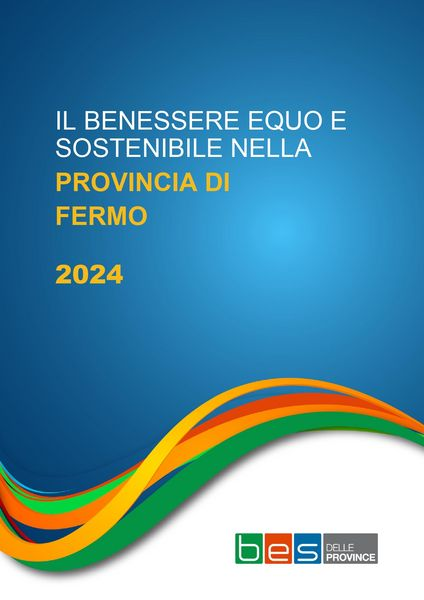 IL BENESSERE EQUO E
SOSTENIBILE NELLA
PROVINCIA DI
FERMO
2024
bes DELLE
PROVINCE